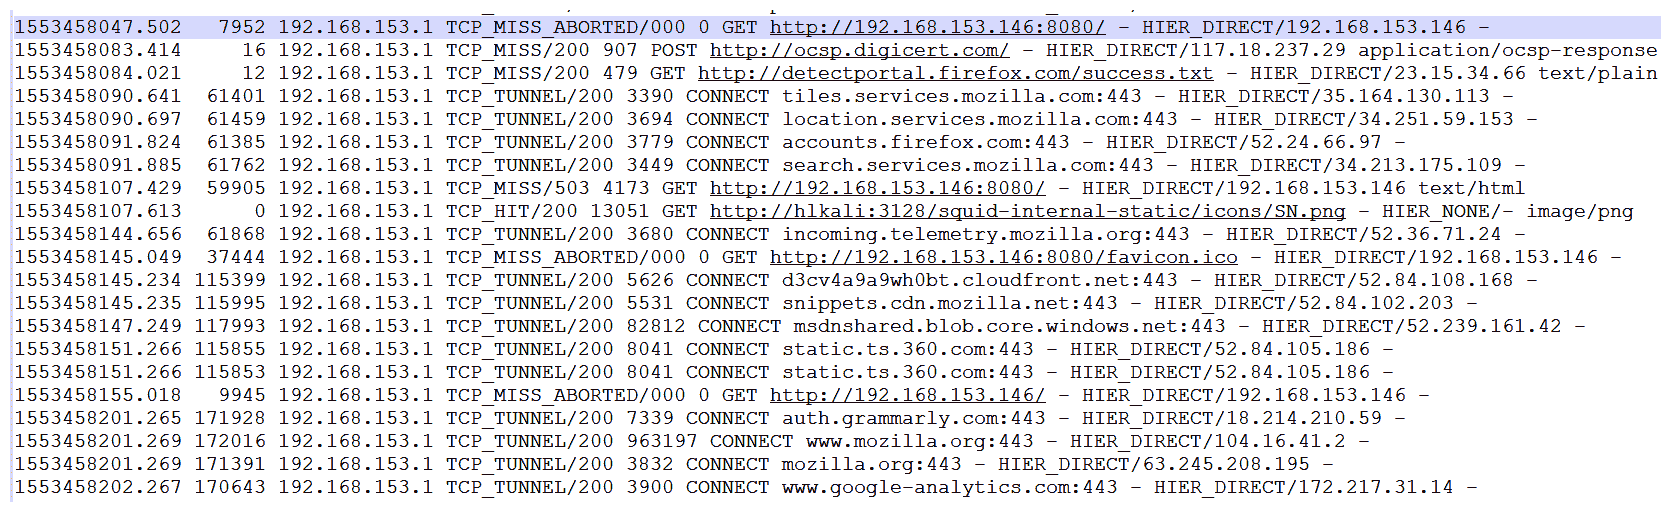 1553458047.502 7952 192.168.153.1 TCP_MISS_ABORTED/000 0 GET http://192.168.153.146:8080/ - HIER_DIRECT/192.168.153.146 -
1553458083.414 16 192.168.153.1 TCP_MISS/200 907 POST http://ocsp.digicert.com/ - HIER_DIRECT/117.18.237.29 application/ocsp-response
1553458084.021 12 192.168.153.1 TCP_MISS/200 479 GET http://detectportal.firefox.com/success.txt - HIER_DIRECT/23.15.34.66 text/plain
1553458090.641 61401 192.168.153.1 TCP_TUNNEL/200 3390 CONNECT tiles.services.mozilla.com:443 - HIER_DIRECT/35.164.130.113 -
1553458090.697 61459 192.168.153.1 TCP_TUNNEL/200 3694 CONNECT location.services.mozilla.com:443 - HIER_DIRECT/34.251.59.153 -
1553458091.824 61385 192.168.153.1 TCP_TUNNEL/200 3779 CONNECT accounts.firefox.com:443 - HIER_DIRECT/52.24.66.97 -
1553458091.885 61762 192.168.153.1 TCP_TUNNEL/200 3449 CONNECT search.services.mozilla.com:443 - HIER_DIRECT/34.213.175.109 -
1553458107.429 59905 192.168.153.1 TCP_MISS/503 4173 GET http://192.168.153.146:8080/ - HIER_DIRECT/192.168.153.146 text/html
1553458107.613 0 192.168.153.1 TCP_HIT/200 13051 GET http://hlkali:3128/squid-internal-static/icons/SN.png - HIER_NONE/- image/png
1553458144.656 61868 192.168.153.1 TCP_TUNNEL/200 3680 CONNECT incoming.telemetry.mozilla.org:443 - HIER_DIRECT/52.36.71.24 -
1553458145.049 37444 192.168.153.1 TCP_MISS_ABORTED/000 0 GET http://192.168.153.146:8080/favicon.ico - HIER_DIRECT/192.168.153.146 -
1553458145.234 115399 192.168.153.1 TCP_TUNNEL/200 5626 CONNECT d3cv4a9a9wh0bt.cloudfront.net:443 - HIER_DIRECT/52.84.108.168 -
1553458145.235 115995 192.168.153.1 TCP_TUNNEL/200 5531 CONNECT snippets.cdn.mozilla.net:443 - HIER_DIRECT/52.84.102.203 -
1553458147.249 117993 192.168.153.1 TCP_TUNNEL/200 82812 CONNECT msdnshared.blob.core.windows.net:443 - HIER_DIRECT/52.239.161.42 -
1553458151.266 115855 192.168.153.1 TCP_TUNNEL/200 8041 CONNECT static.ts.360.com:443 - HIER_DIRECT/52.84.105.186 -
1553458151.266 115853 192.168.153.1 TCP_TUNNEL/200 8041 CONNECT static.ts.360.com:443 - HIER_DIRECT/52.84.105.186 -
1553458155.018 9945 192.168.153.1 TCP_MISS_ABORTED/000 0 GET http://192.168.153.146/ - HIER_DIRECT/192.168.153.146 -
1553458201.265 171928 192.168.153.1 TCP_TUNNEL/200 7339 CONNECT auth.grammarly.com:443 - HIER_DIRECT/18.214.210.59 -
1553458201.269 172016 192.168.153.1 TCP_TUNNEL/200 963197 CONNECT www.mozilla.org:443 - HIER_DIRECT/104.16.41.2 -
1553458201.269 171391 192.168.153.1 TCP_TUNNEL/200 3832 CONNECT mozilla.org:443 - HIER_DIRECT/63.245.208.195 -
1553458202.267 170643 192.168.153.1 TCP_TUNNEL/200 3900 CONNECT www.google-analytics.com:443 - HIER_DIRECT/172.217.31.14 -